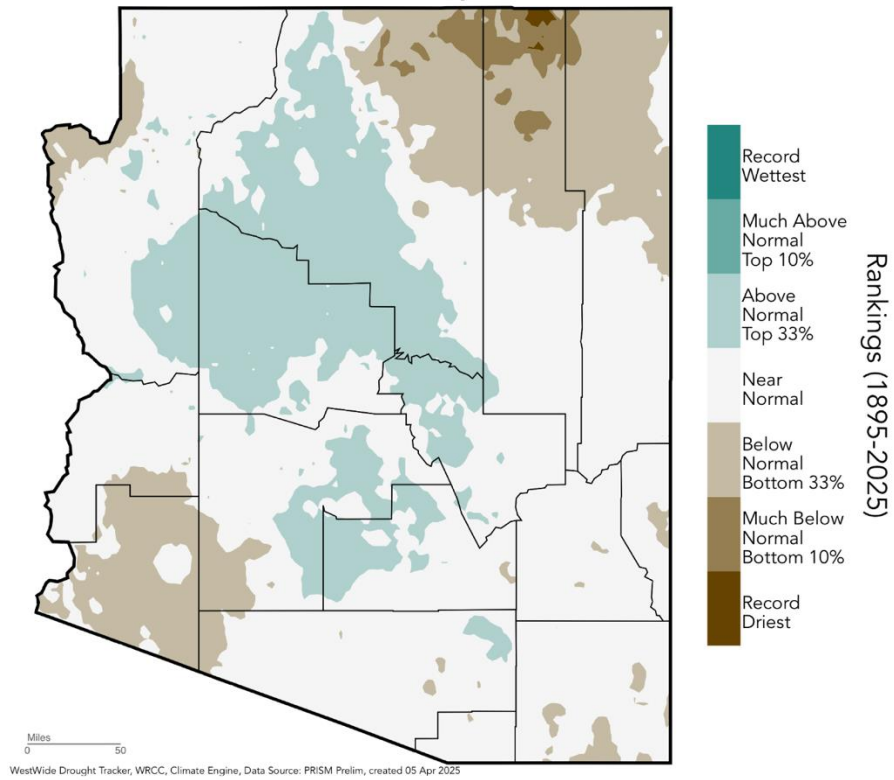 Record
Wettest
Much Above
Normal
Top 10%
Above
Normal
Top 33%
Near
Normal
Below
Normal
Bottom 33%
Much Below
Normal
Bottom 10%
Record
Driest
Rankings (1895-2025)
Miles
0 50
WestWide Drought Tracker, WRCC, Climate Engine, Data Source: PRISM Prelim, created 05 Apr 2025